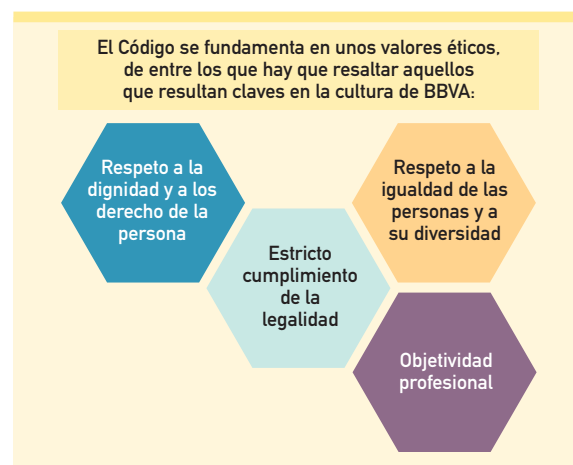 El Código se fundamenta en unos valores éticos,
de entre los que hay que resaltar aquellos
que resultan claves en la cultura de BBVA:
Respeto a la
dignidad y a los
derecho de la
persona
Respeto a la
igualdad de las
personas y a
su diversidad
Estricto
cumplimiento
de la
legalidad
Objetividad
profesional